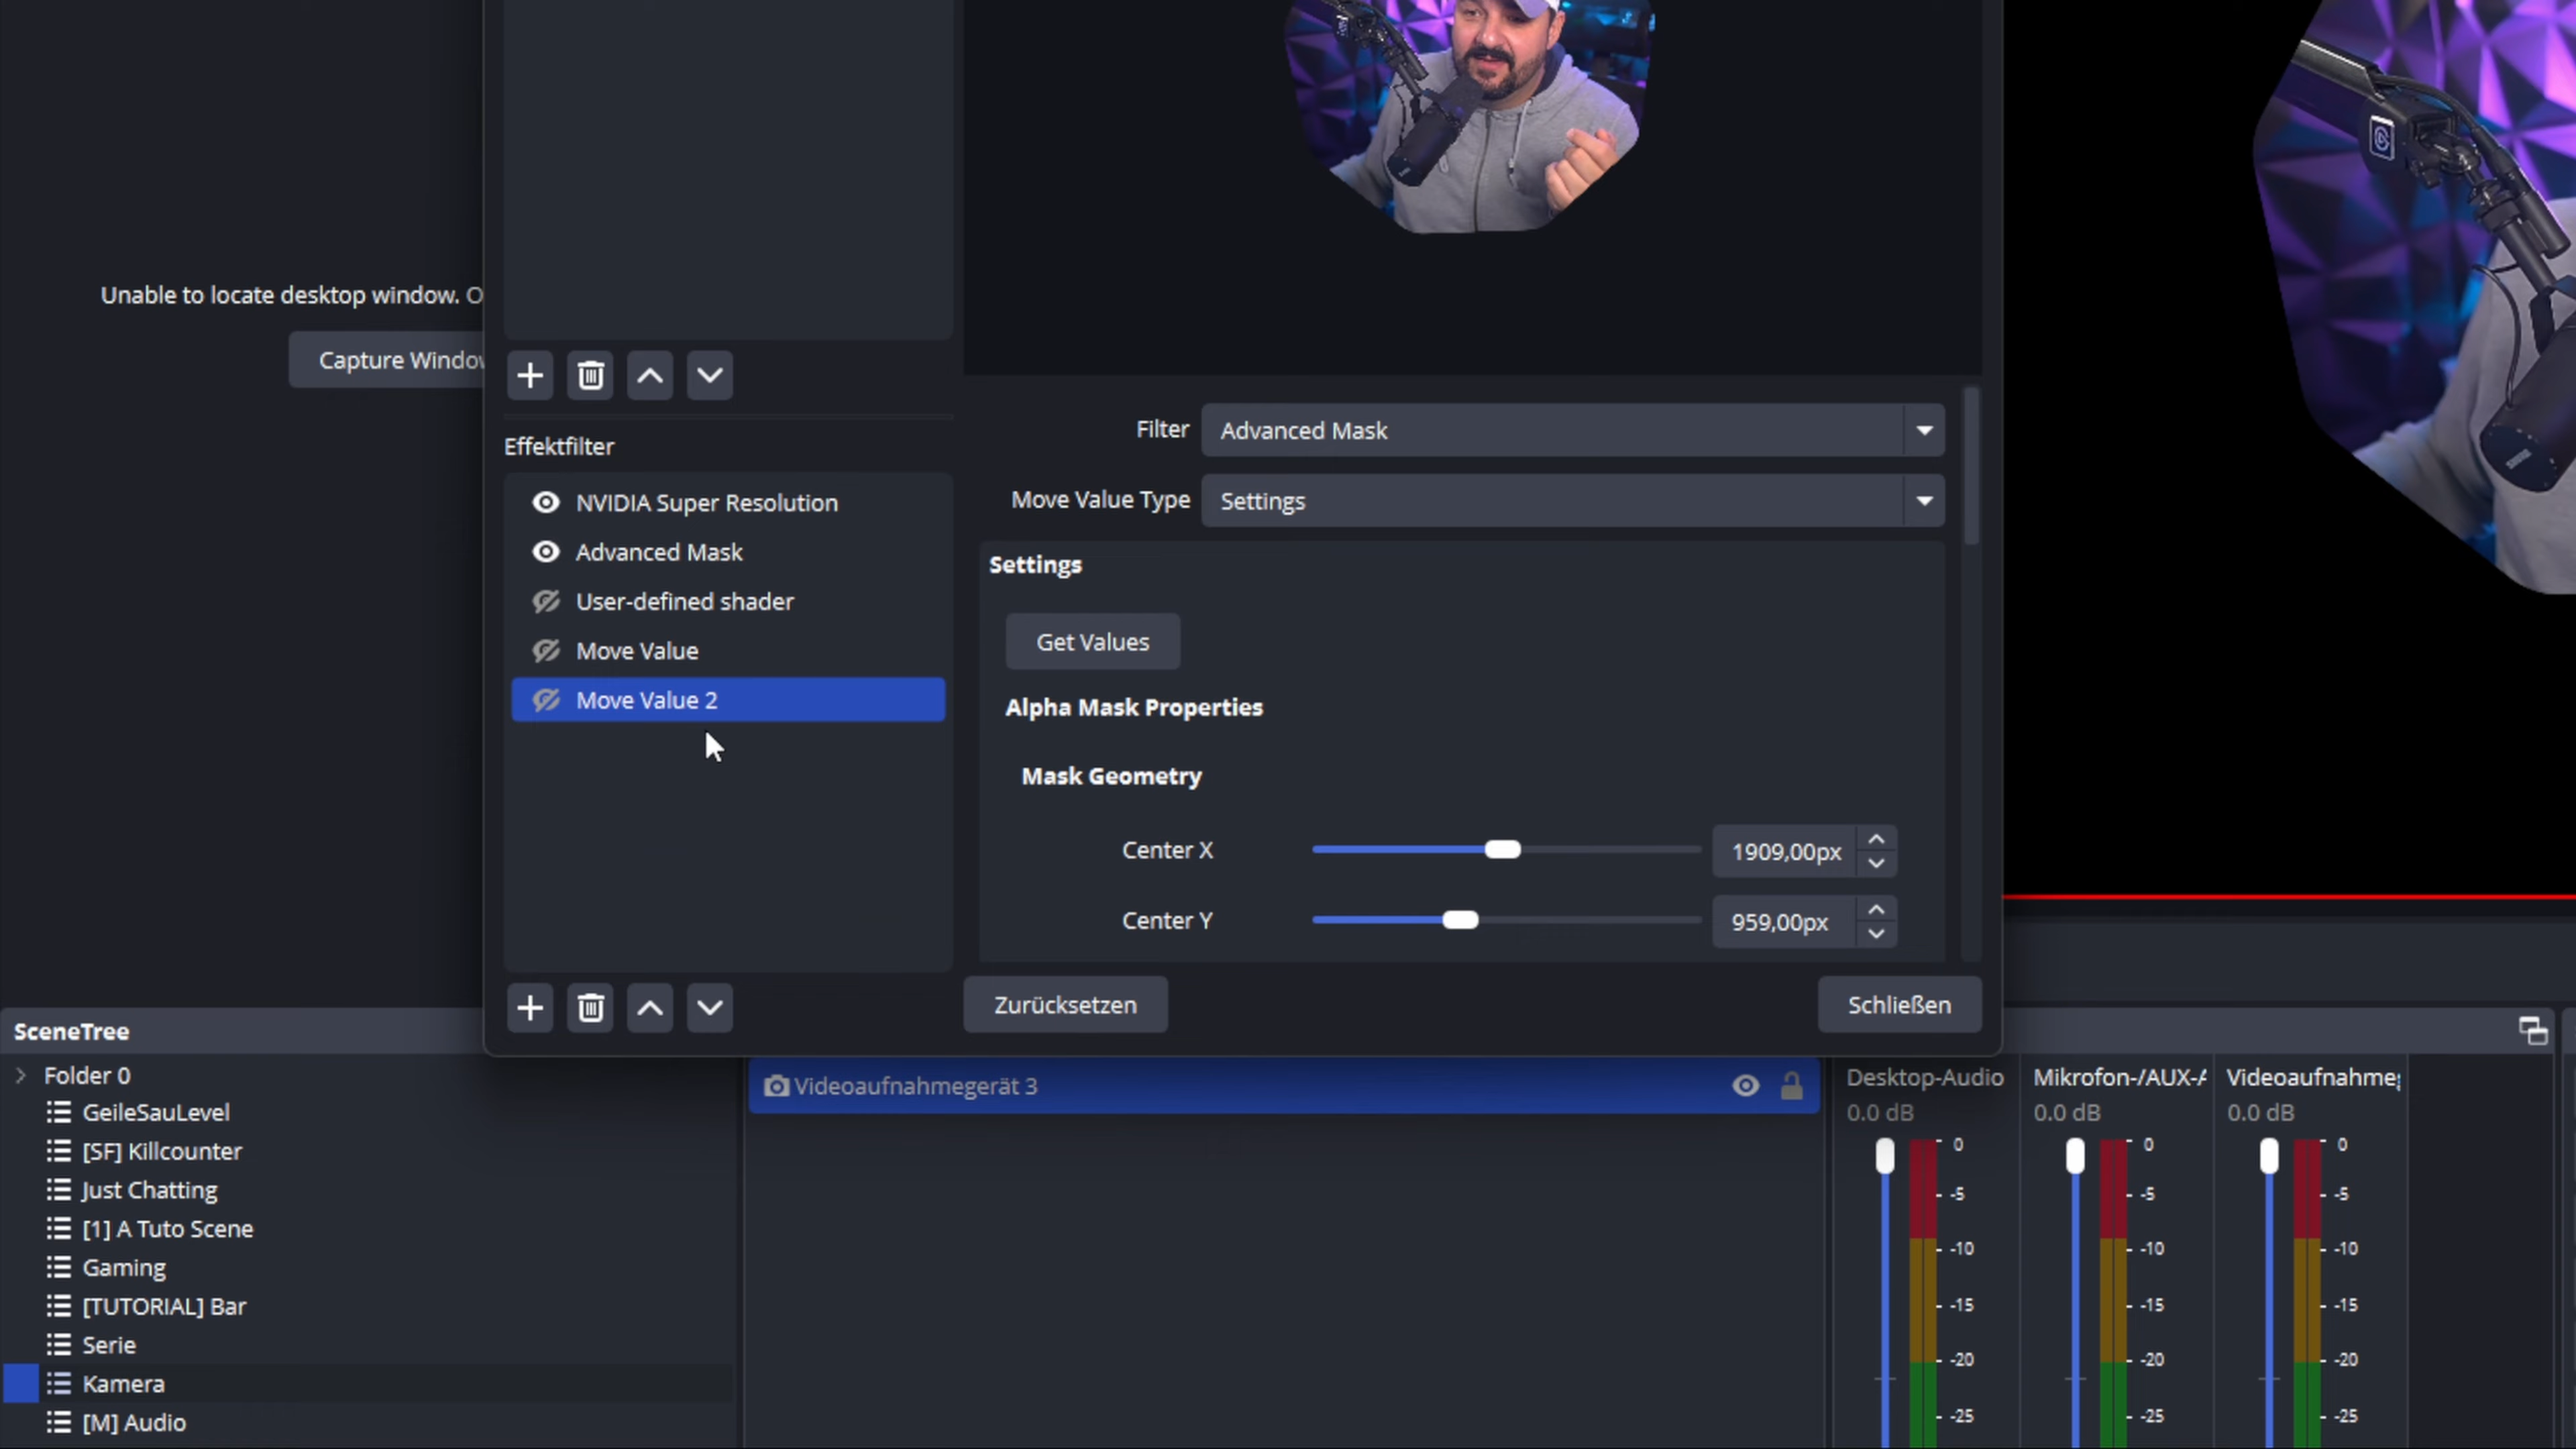 Unable to locate desktop window. O
Capture Window
Effektfilter
NVIDIA Super Resolution
Advanced Mask
User-defined shader
Move Value
Move Value 2
Filter
Advanced Mask
Move Value Type
Settings
Settings
Get Values
Alpha Mask Properties
Mask Geometry
Center X
1909,00px
Center Y
959,00px
Zurücksetzen
Schließen
SceneTree
Folder 0
GeileSauLevel
[SF] Killcounter
Just Chatting
[1] A Tuto Scene
Gaming
[TUTORIAL] Bar
Serie
Kamera
[M] Audio
Videoaufnahmegerät 3
Desktop-Audio
0.0 dB
0
-5
-10
-15
-20
-25
Mikrofon-/AUX-A
0.0 dB
0
-5
-10
-15
-20
-25
Videoaufnahmeg
0.0 dB
0
-5
-10
-15
-20
-25